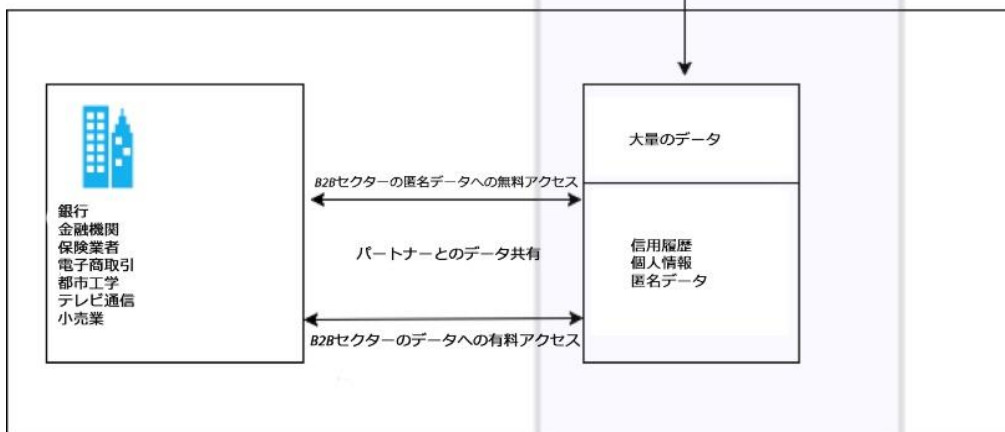 大量のデータ
B2Bセクターの匿名データへの無料アクセス
銀行
金融機関
保険業者
電子商取引
都市工学
テレビ通信
小売業
パートナーとのデータ共有
信用履歴
個人情報
匿名データ
B2Bセクターのデータへの有料アクセス